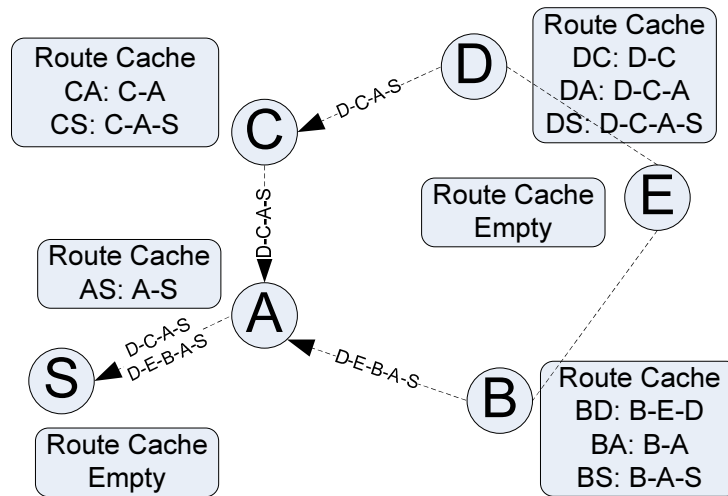 Route Cache
CA: C-A
CS: C-A-S
D
Route Cache
DC: D-C
DA: D-C-A
DS: D-C-A-S
D-C-A-S
C
Route Cache
Empty
E
D-C-A-S
Route Cache
AS: A-S
A
D-C-A-S
D-E-B-A-S
D-E-B-A-S
S
B
Route Cache
BD: B-E-D
BA: B-A
BS: B-A-S
Route Cache
Empty